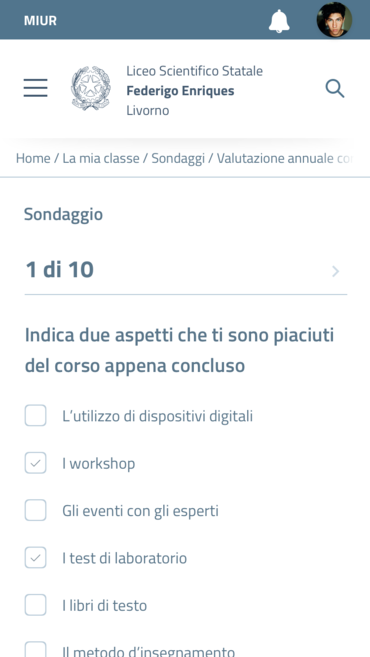 MIUR
Liceo Scientifico Statale
Federigo Enriques
Livorno
Home / La mia classe / Sondaggi / Valutazione annuale co
Sondaggio
1 di 10
Indica due aspetti che ti sono piaciuti
del corso appena concluso
L’utilizzo di dispositivi digitali
I workshop
Gli eventi con gli esperti
I test di laboratorio
I libri di testo
Il metodo d’insegnamento